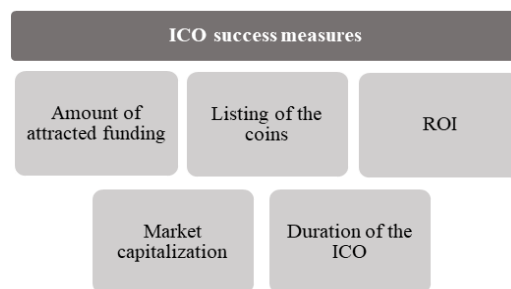 ICO success measures
Amount of
attracted funding
Listing of the
coins
ROI
Market
capitalization
Duration of the
ICO